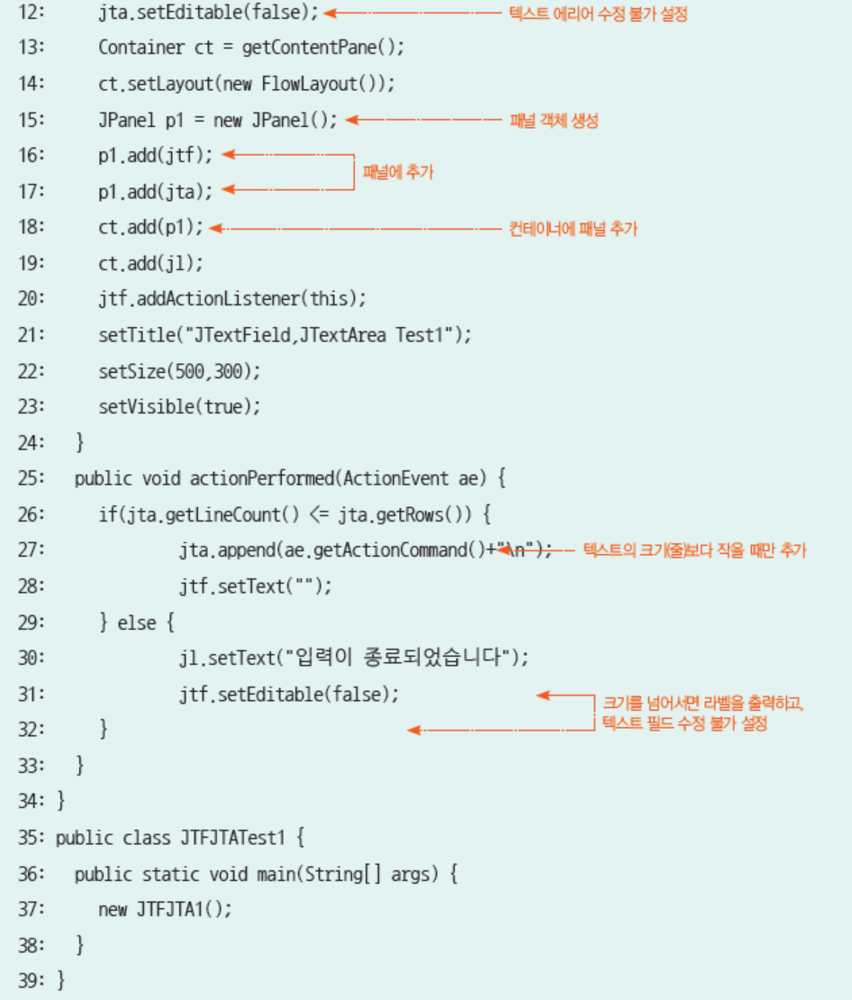 12: jta.setEditable(false); 텍스트 에리어 수정 불가 설정
13: Container ct = getContentPane();
14: ct.setLayout(new FlowLayout());
15: JPanel p1 = new JPanel(); 패널 객체 생성
16: p1.add(jtf);
패널에 추가
17: p1.add(jta);
18: ct.add(p1); 컨테이너에 패널 추가
19: ct.add(jl);
20: jtf.addActionListener(this);
21: setTitle("JTextField,JTextArea Test1");
22: setSize(500,300);
23: setVisible(true);
24: }
25: public void actionPerformed(ActionEvent ae) {
26: if(jta.getLineCount() <= jta.getRows()) {
27: jta.append(ae.getActionCommand()+"\n"); 텍스트의 크기(줄)보다 작을 때만 추가
28: jtf.setText("");
29: } else {
30: jl.setText("입력이 종료되었습니다");
31: jtf.setEditable(false);
크기를 넘어서면 라벨을 출력하고,
텍스트 필드 수정 불가 설정
32: }
33: }
34: }
35: public class JTFJTATest1 {
36: public static void main(String[] args) {
37: new JTFJTA1();
38: }
39: }